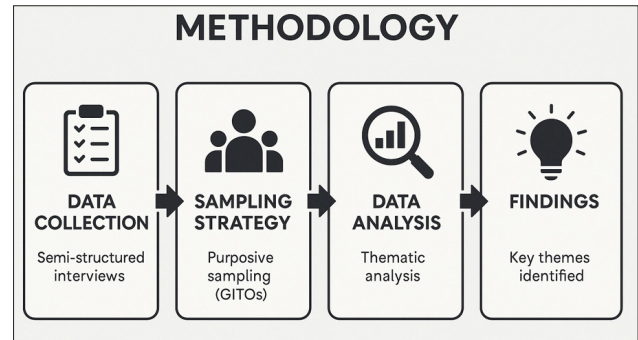 METHODOLOGY
DATA
COLLECTION
Semi-structured
interviews
SAMPLING
STRATEGY
Purposive
sampling
(GITOs)
DATA
ANALYSIS
Thematic
analysis
FINDINGS
Key themes
identified